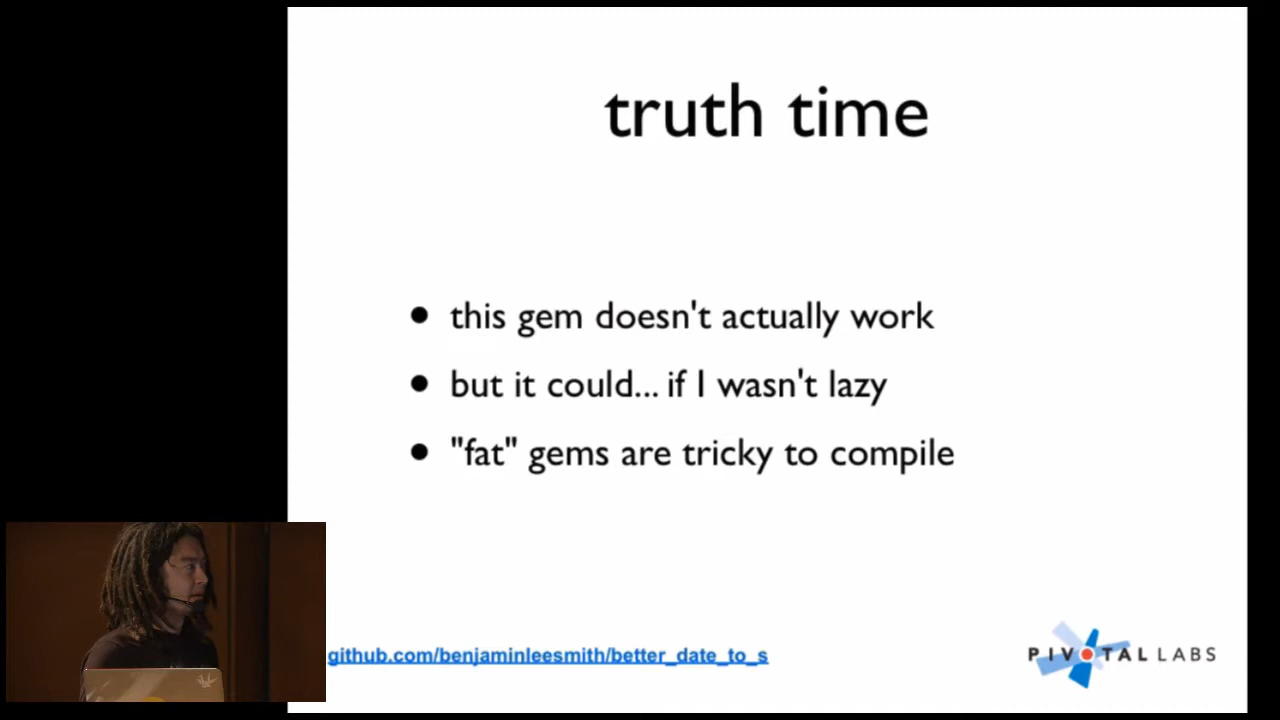 truth time
• this gem doesn't actually work
• but it could... if I wasn't lazy
• "fat" gems are tricky to compile
github.com/benjaminleesmith/better_date_to_s
PIVOTAL LABS